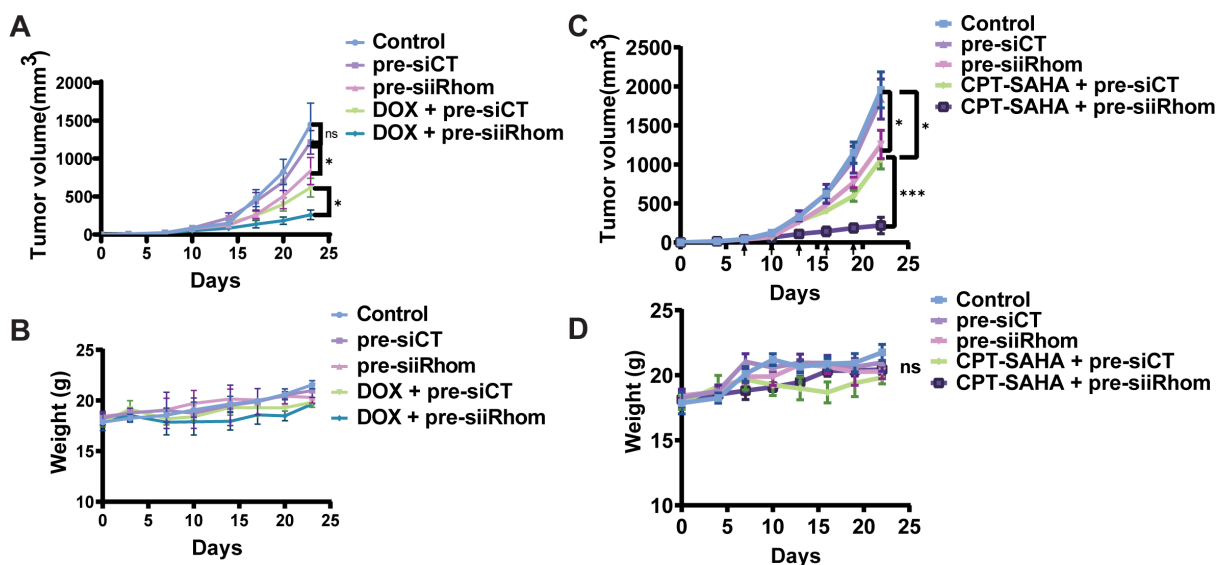 A
Tumor volume(mm3)
2000
1500
1000
500
0
0 5 10 15 20 25
Days
Control
pre-siCT
pre-siiRhom
DOX + pre-siCT
DOX + pre-siiRhom
ns
*
*
B
Weight (g)
25
20
15
10
0 5 10 15 20 25
Days
Control
pre-siCT
pre-siiRhom
DOX + pre-siCT
DOX + pre-siiRhom
C
Tumor volume(mm3)
2500
2000
1500
1000
500
0
0 5 10 15 20 25
Days
Control
pre-siCT
pre-siiRhom
CPT-SAHA + pre-siCT
CPT-SAHA + pre-siiRhom
*
*
***
D
Weight (g)
25
20
15
10
0 5 10 15 20 25
Days
Control
pre-siCT
pre-siiRhom
CPT-SAHA + pre-siCT
CPT-SAHA + pre-siiRhom
ns